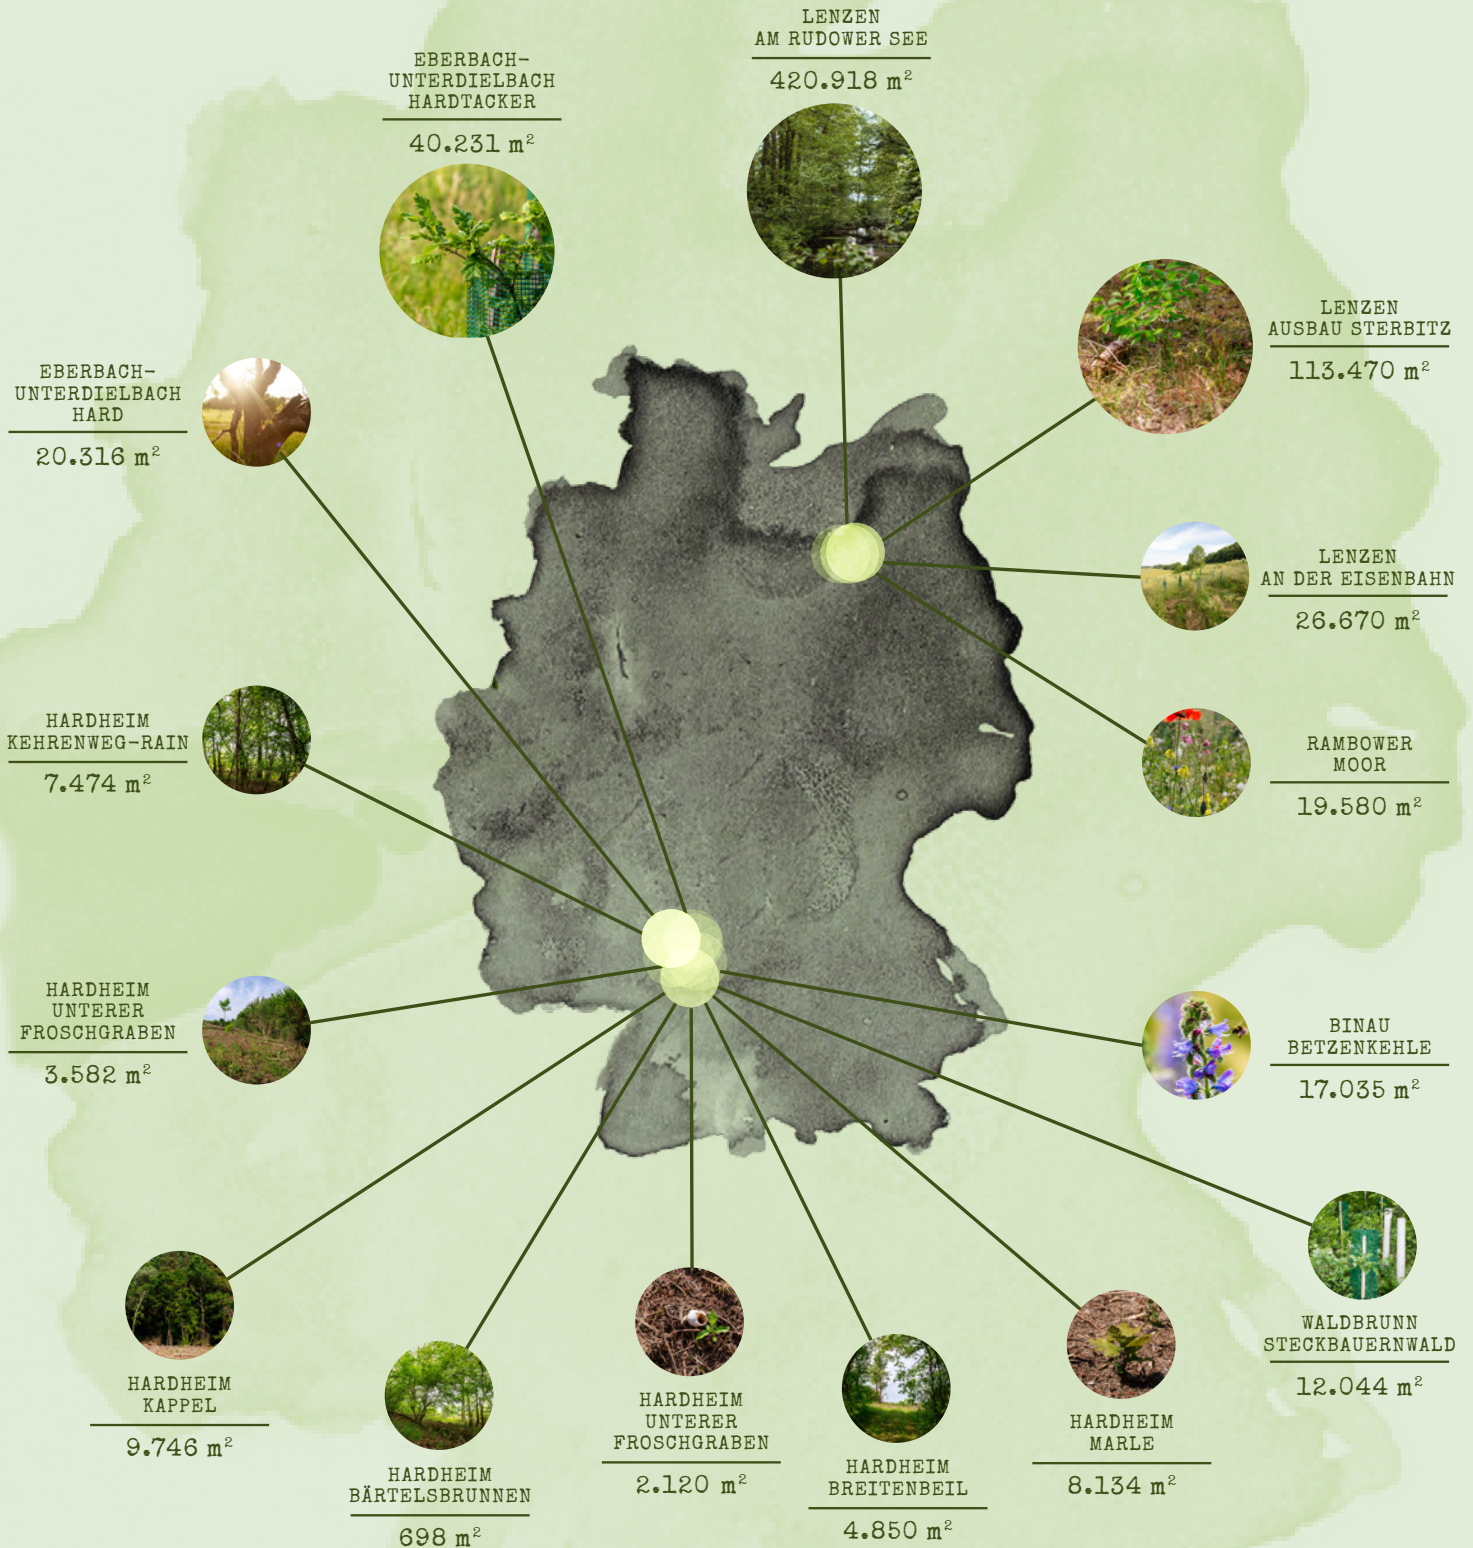 LENZEN
AM RUDOWER SEE
420.918 m²
EBERBACH-
UNTERDIELBACH
HARDTACKER
40.231 m²
LENZEN
AUSBAU STERBITZ
113.470 m²
EBERBACH-
UNTERDIELBACH
HARD
20.316 m²
LENZEN
AN DER EISENBAHN
26.670 m²
HARDHEIM
KEHRENWEG-RAIN
7.474 m²
RAMBOWER
MOOR
19.580 m²
HARDHEIM
UNTERER
FROSCHGRABEN
3.582 m²
BINAU
BETZENKEHLE
17.035 m²
WALDBRUNN
STECKBAUERNWALD
12.044 m²
HARDHEIM
KAPPEL
9.746 m²
HARDHEIM
BÄRTELSBRUNNEN
698 m²
HARDHEIM
UNTERER
FROSCHGRABEN
2.120 m²
HARDHEIM
BREITENBEIL
4.850 m²
HARDHEIM
MARLE
8.134 m²